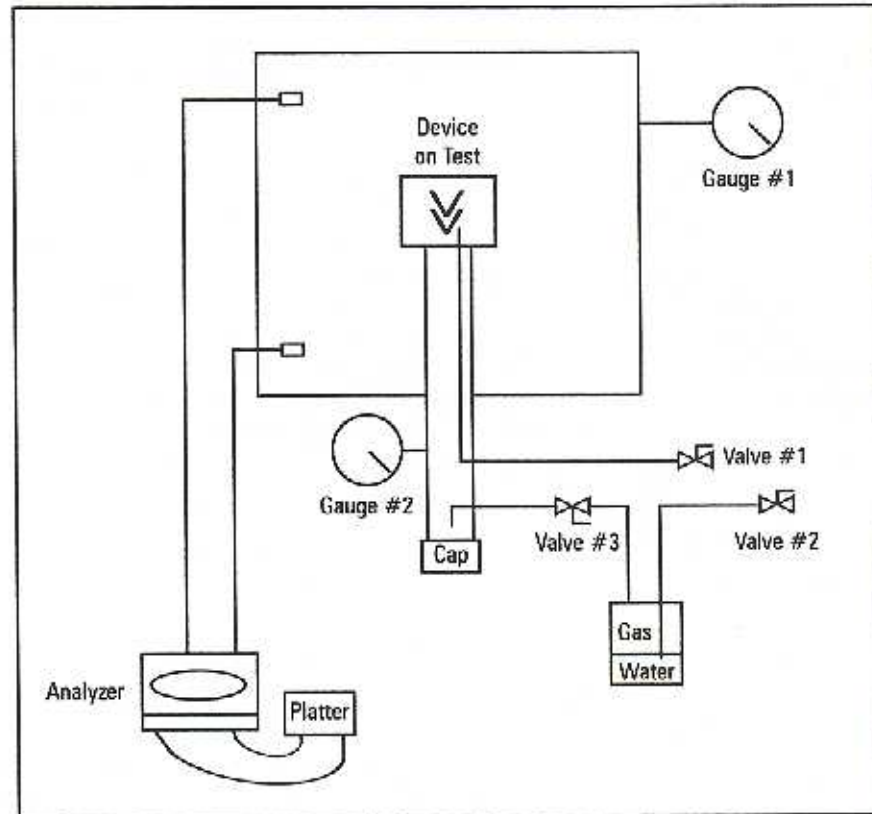 Device
on Test
Gauge #1
Gauge #2
Valve #1
Cap
Valve #3
Valve #2
Gas
Water
Analyzer
Platter